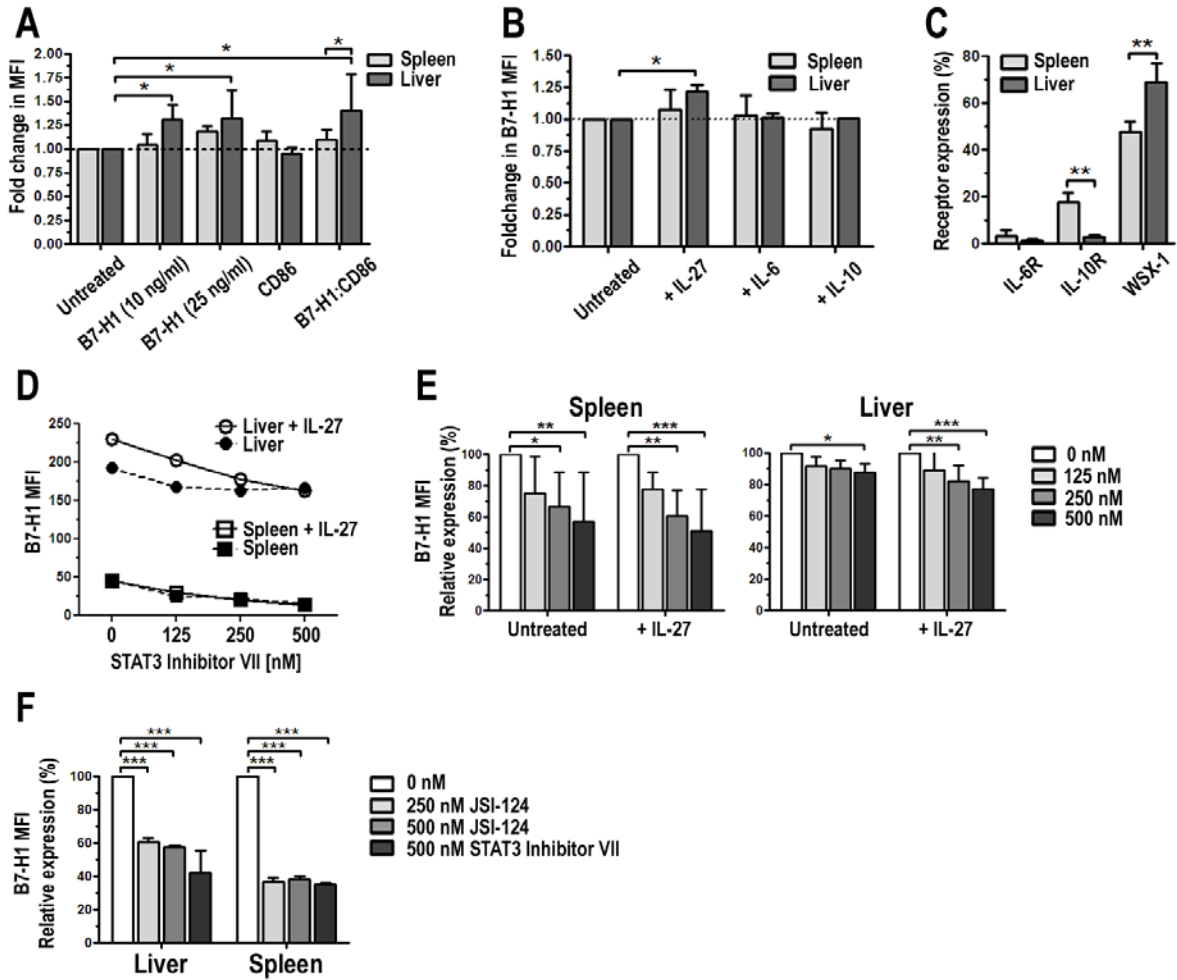 A
Fold change in MFI
2.00
1.75
1.50
1.25
1.00
0.75
0.50
0.25
0.00
*
*
*
*
Spleen
Liver
Untreated
B7-H1 (10 ng/ml)
B7-H1 (25 ng/ml)
CD86
B7-H1:CD86
B
Foldchange in B7-H1 MFI
1.50
1.25
1.00
0.75
0.50
0.25
0.00
*
Spleen
Liver
Untreated
+ IL-27
+ IL-6
+ IL-10
C
Receptor expression (%)
80
60
40
20
0
Spleen
Liver
**
**
IL-6R
IL-10R
WSX-1
D
B7-H1 MFI
250
200
150
100
50
0
Liver + IL-27
Liver
Spleen + IL-27
Spleen
0 125 250 500
STAT3 Inhibitor VII [nM]
E
Spleen
B7-H1 MFI
Relative expression (%)
100
80
60
40
20
0
**
*
***
**
Untreated
+ IL-27
Liver
100
80
60
40
20
0
*
***
**
Untreated
+ IL-27
0 nM
125 nM
250 nM
500 nM
F
B7-H1 MFI
Relative expression (%)
100
80
60
40
20
0
***
***
***
***
***
***
Liver
Spleen
0 nM
250 nM JSI-124
500 nM JSI-124
500 nM STAT3 Inhibitor VII